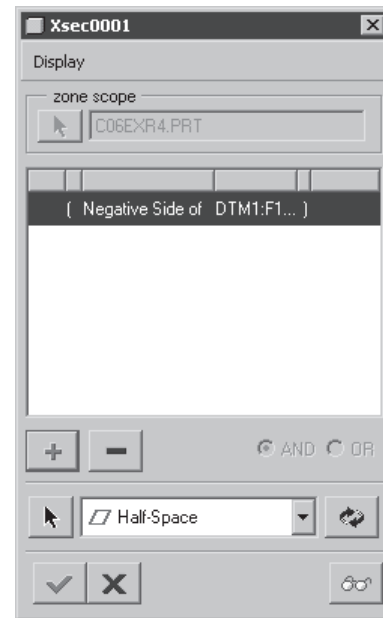 Xsec0001
Display
zone scope
C06EXR4.PRT
( Negative Side of DTM1:F1... )
AND OR
Half-Space